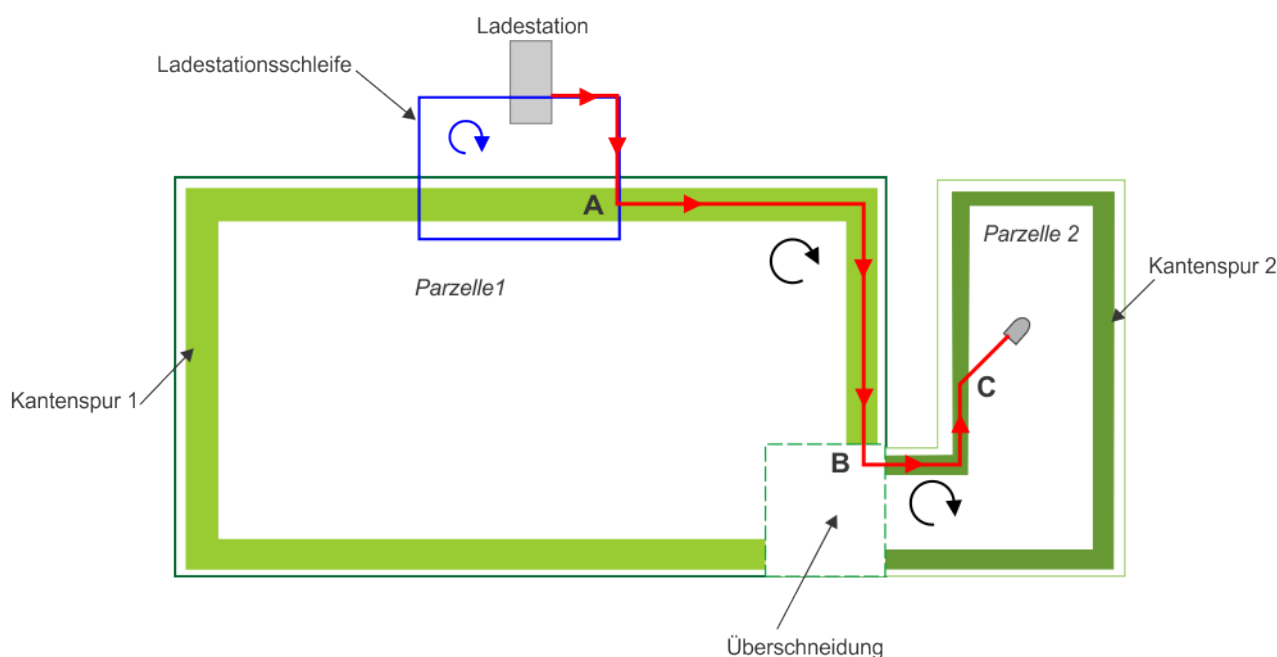 Ladestation
Ladestationsschleife
A
Parzelle 2
Parzelle1
Kantenspur 2
C
Kantenspur 1
B
Überschneidung